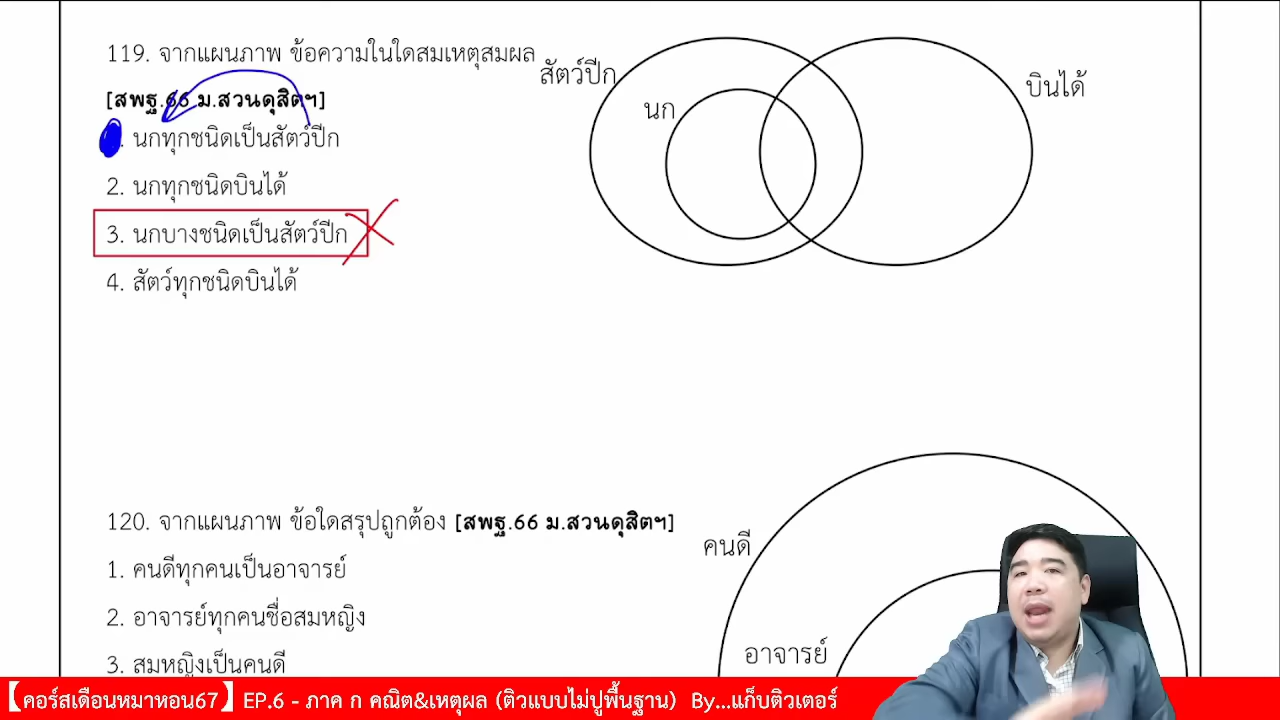 119. จากแผนภาพ ข้อความในใดสมเหตุสมผล
[สพฐ.66 ม.สวนดุสิตฯ]
นกทุกชนิดเป็นสัตว์ปีก
2. นกทุกชนิดบินได้
3. นกบางชนิดเป็นสัตว์ปีก
4. สัตว์ทุกชนิดบินได้
สัตว์ปีก
นก
บินได้
120. จากแผนภาพ ข้อใดสรุปถูกต้อง [สพฐ.66 ม.สวนดุสิตฯ]
1. คนดีทุกคนเป็นอาจารย์
2. อาจารย์ทุกคนชื่อสมหญิง
3. สมหญิงเป็นคนดี
คนดี
อาจารย์
【คอร์สเดือนหมาหอน67】 EP.6 - ภาค ก คณิต&เหตุผล (ติวแบบไม่ปูพื้นฐาน) By...แก็บติวเตอร์